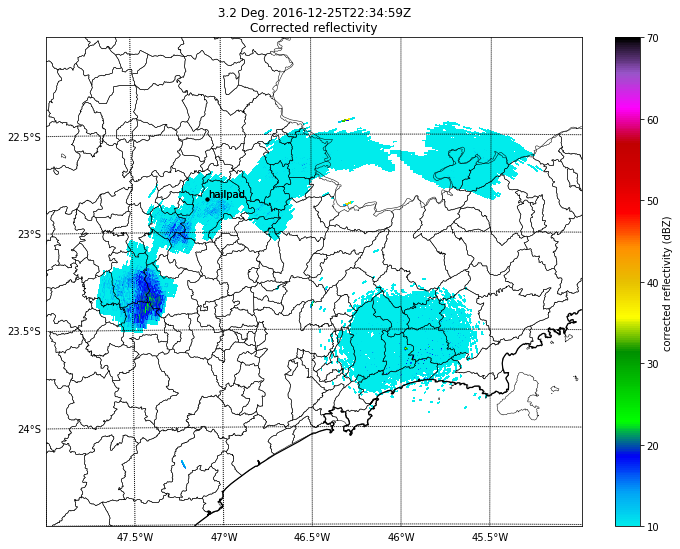 3.2 Deg. 2016-12-25T22:34:59Z
Corrected reflectivity
70
60
50
40
30
20
10
corrected reflectivity (dBZ)
22.5°S
23°S
23.5°S
24°S
hailpad
47.5°W
47°W
46.5°W
46°W
45.5°W